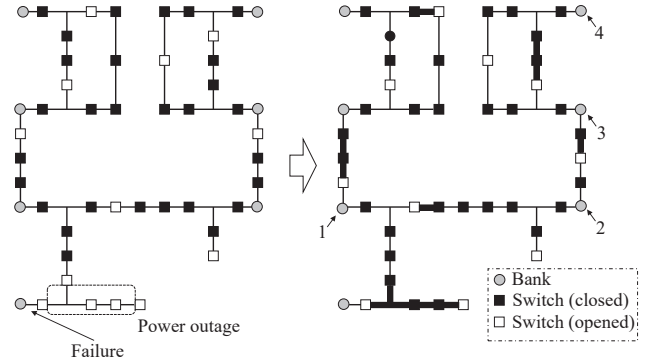 4
3
1
2
Power outage
Failure
Bank
Switch (closed)
Switch (opened)